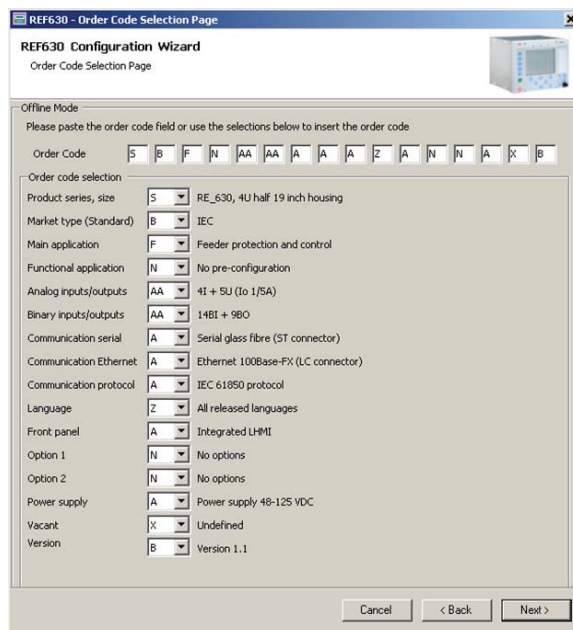 REF630 - Order Code Selection Page
REF630 Configuration Wizard
Order Code Selection Page
Offline Mode
Please paste the order code field or use the selections below to insert the order code
Order Code S B F N AA AA A A A Z A N N A X B
Order code selection
Product series, size S RE_630, 4U half 19 inch housing
Market type (Standard) B IEC
Main application F Feeder protection and control
Functional application N No pre-configuration
Analog inputs/outputs AA 4I + 5U (Io 1/5A)
Binary inputs/outputs AA 14BI + 9BO
Communication serial A Serial glass fibre (ST connector)
Communication Ethernet A Ethernet 100Base-FX (LC connector)
Communication protocol A IEC 61850 protocol
Language Z All released languages
Front panel A Integrated LHMI
Option 1 N No options
Option 2 N No options
Power supply A Power supply 48-125 VDC
Vacant X Undefined
Version B Version 1.1
Cancel < Back Next >